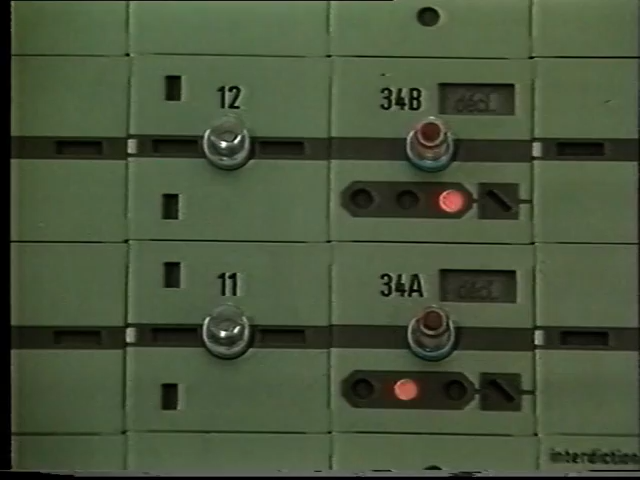 12
34B
décl.
11
34A
décl.
interdiction